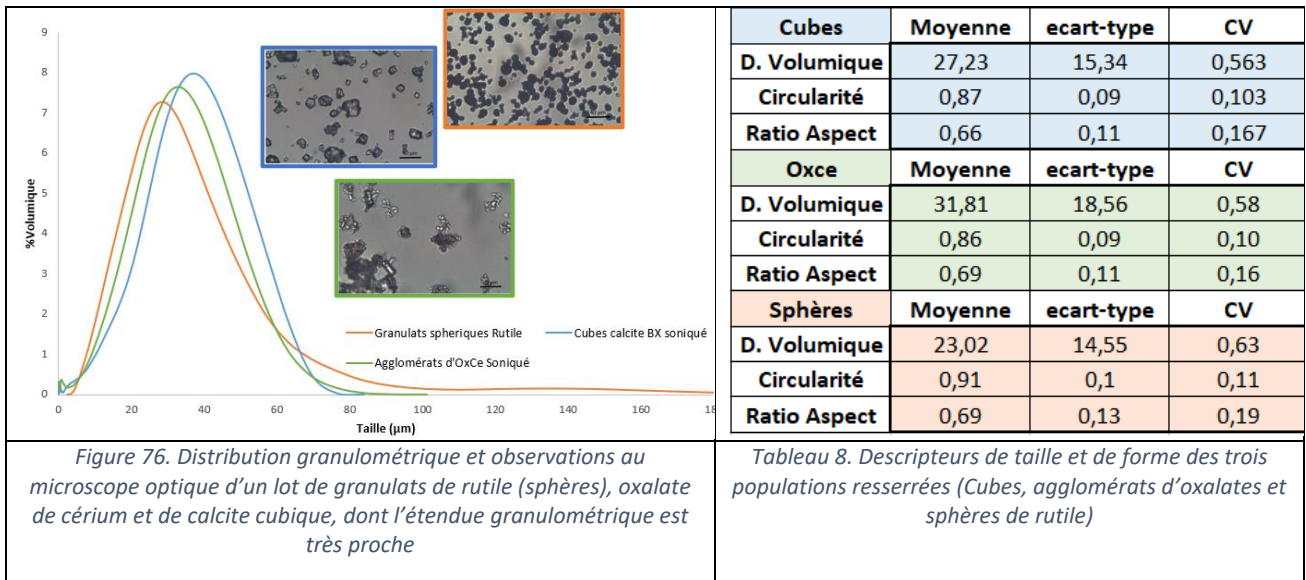 9
8
7
6
5
4
3
2
1
0
%Volumique
0 20 40 60 80 100 120 140 160 18
Taille (µm)
Granulats spheriques Rutile Cubes calcite BX soniqué
Agglomérats d'OxCe Soniqué
Cubes Moyenne ecart-type CV
D. Volumique 27,23 15,34 0,563
Circularité 0,87 0,09 0,103
Ratio Aspect 0,66 0,11 0,167
Oxce Moyenne ecart-type CV
D. Volumique 31,81 18,56 0,58
Circularité 0,86 0,09 0,10
Ratio Aspect 0,69 0,11 0,16
Sphères Moyenne ecart-type CV
D. Volumique 23,02 14,55 0,63
Circularité 0,91 0,1 0,11
Ratio Aspect 0,69 0,13 0,19
Figure 76. Distribution granulométrique et observations au
microscope optique d'un lot de granulats de rutile (sphères), oxalate
de cérium et de calcite cubique, dont l'étendue granulométrique est
très proche
Tableau 8. Descripteurs de taille et de forme des trois
populations resserrées (Cubes, agglomérats d'oxalates et
sphères de rutile)